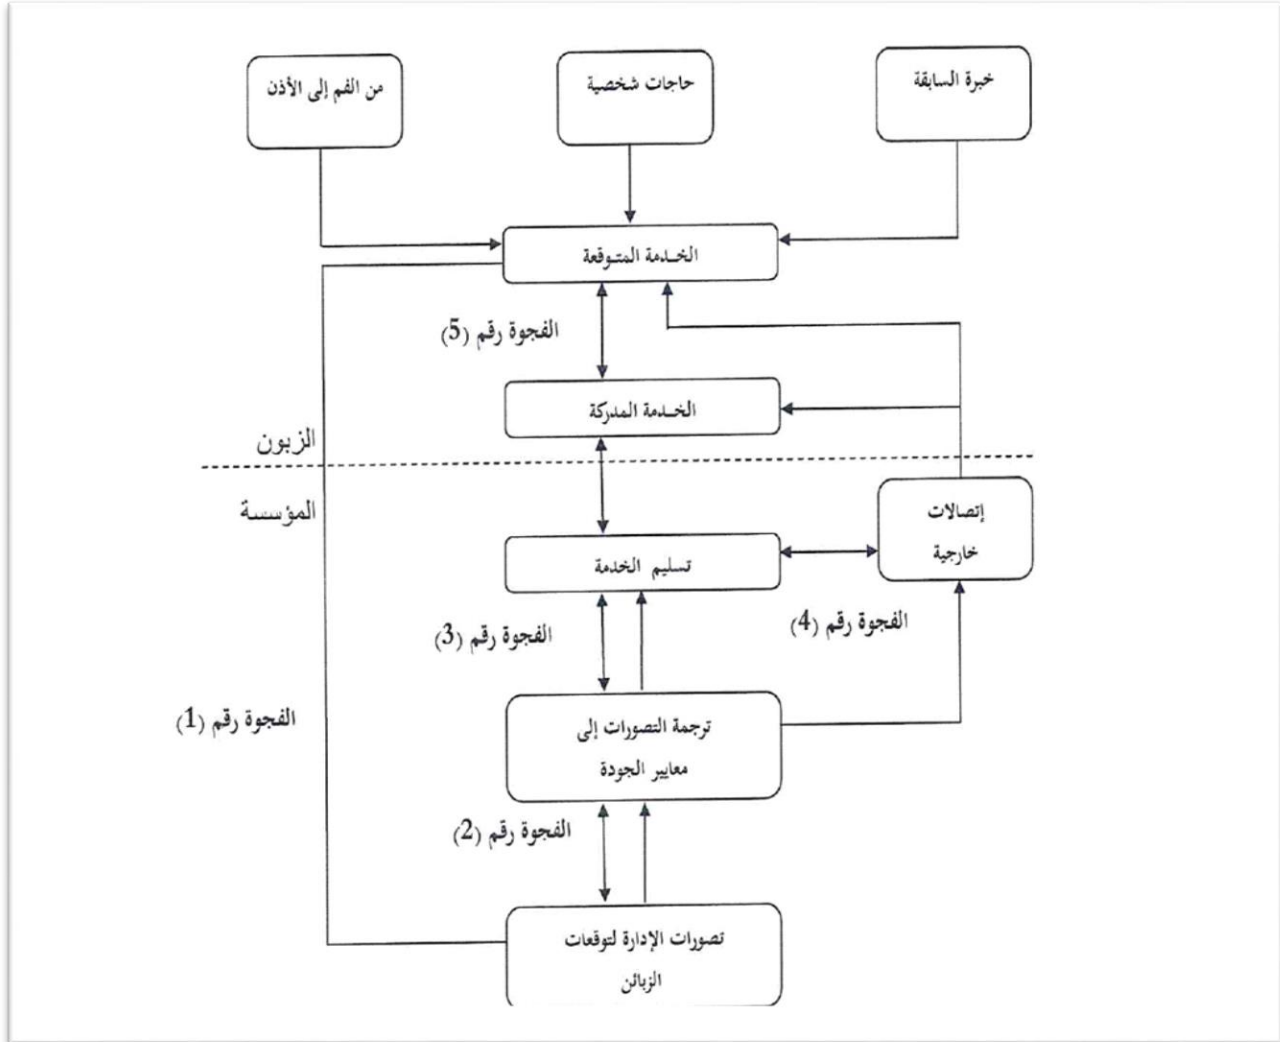 خبرة السابقة
حاجات شخصية
من الفم إلى الأذن
الخدمة المتوقعة
الفجوة رقم (5)
الخدمة المدركة
الزبون
المؤسسة
إتصالات
خارجية
تسليم الخدمة
الفجوة رقم (4)
الفجوة رقم (3)
ترجمة التصورات إلى
معايير الجودة
الفجوة رقم (1)
الفجوة رقم (2)
تصورات الإدارة لتوقعات
الزبائن